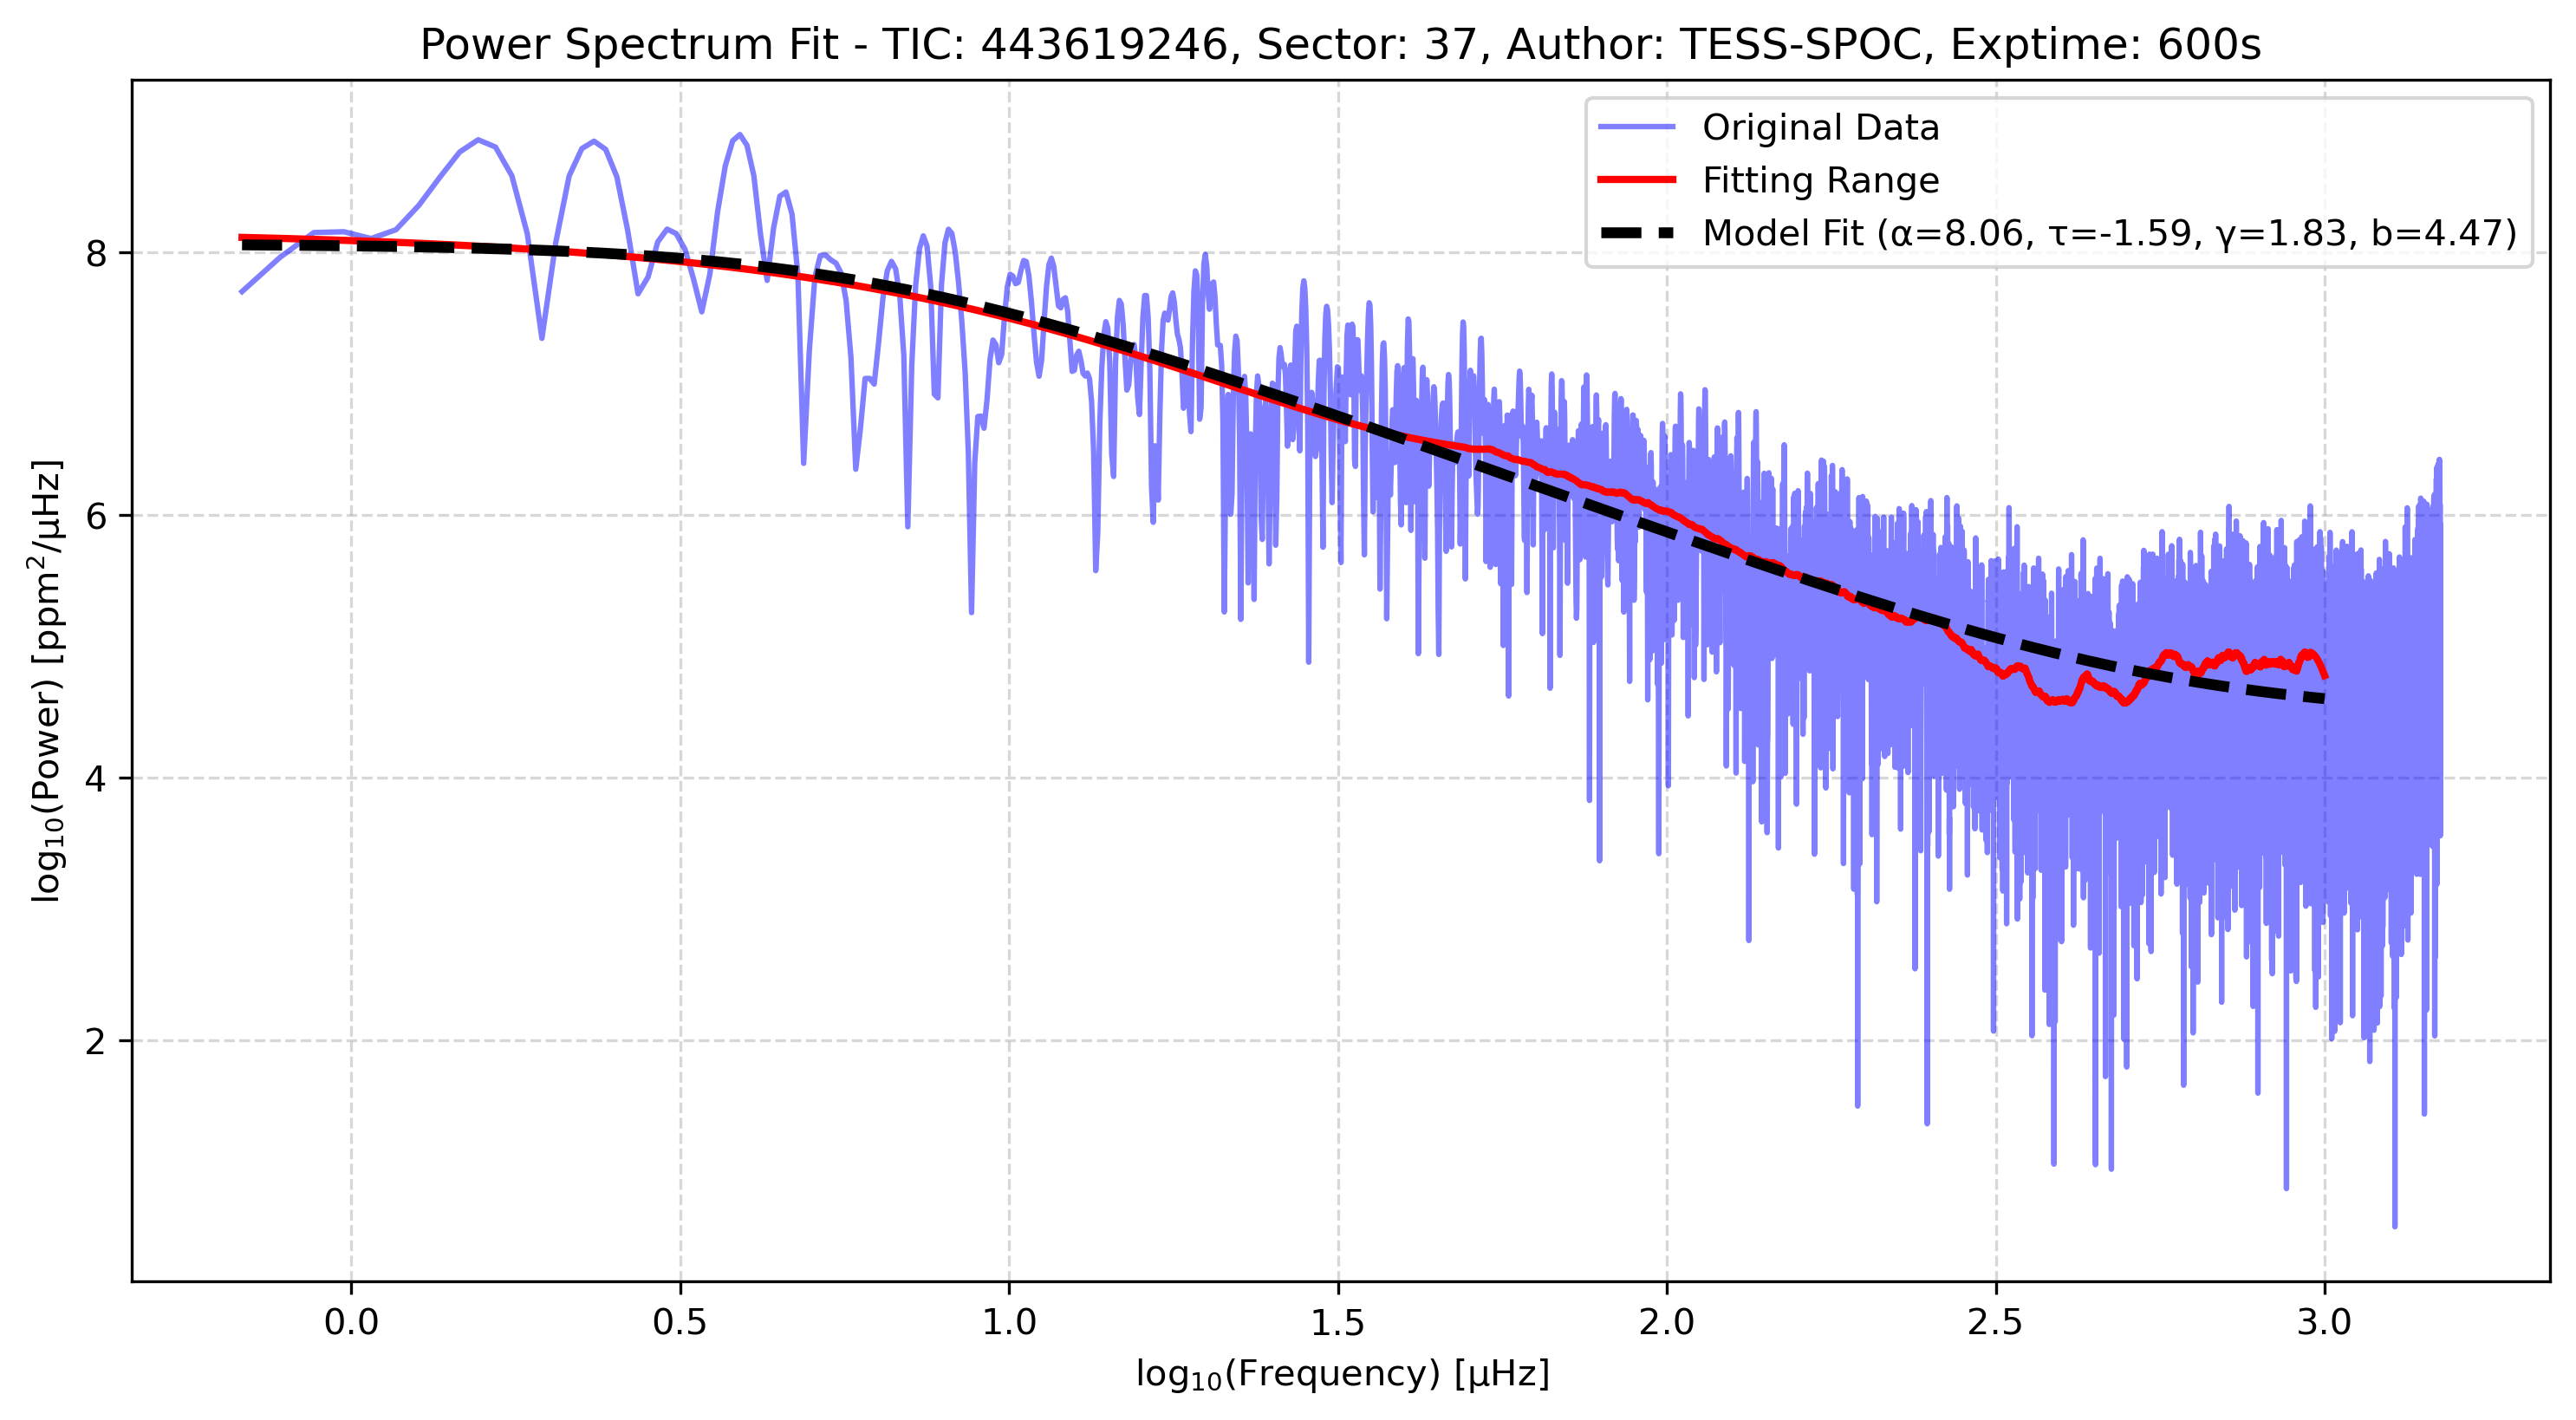 Power Spectrum Fit - TIC: 443619246, Sector: 37, Author: TESS-SPOC, Exptime: 600s
Original Data
Fitting Range
Model Fit (α=8.06, τ=-1.59, γ=1.83, b=4.47)
log₁₀(Power) [ppm²/μHz]
8
6
4
2
0.0 0.5 1.0 1.5 2.0 2.5 3.0
log₁₀(Frequency) [μHz]